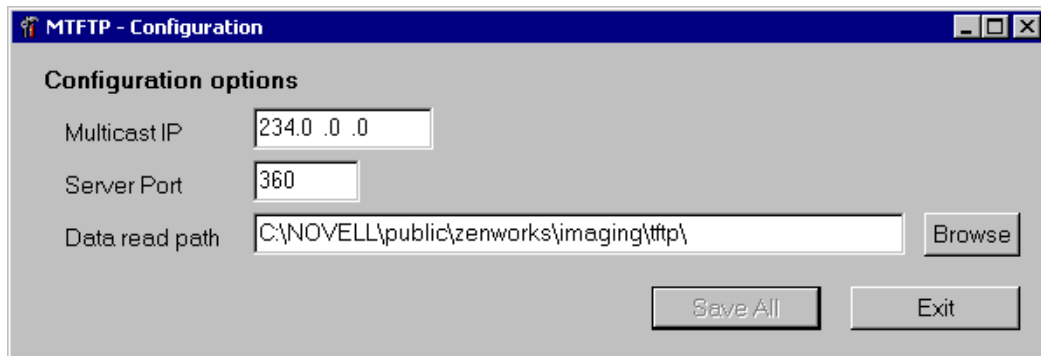 MTFTP - Configuration
Configuration options
Multicast IP 234.0 .0 .0
Server Port 360
Data read path C:\NOVELL\public\zenworks\imaging\tftp\ Browse
Save All Exit